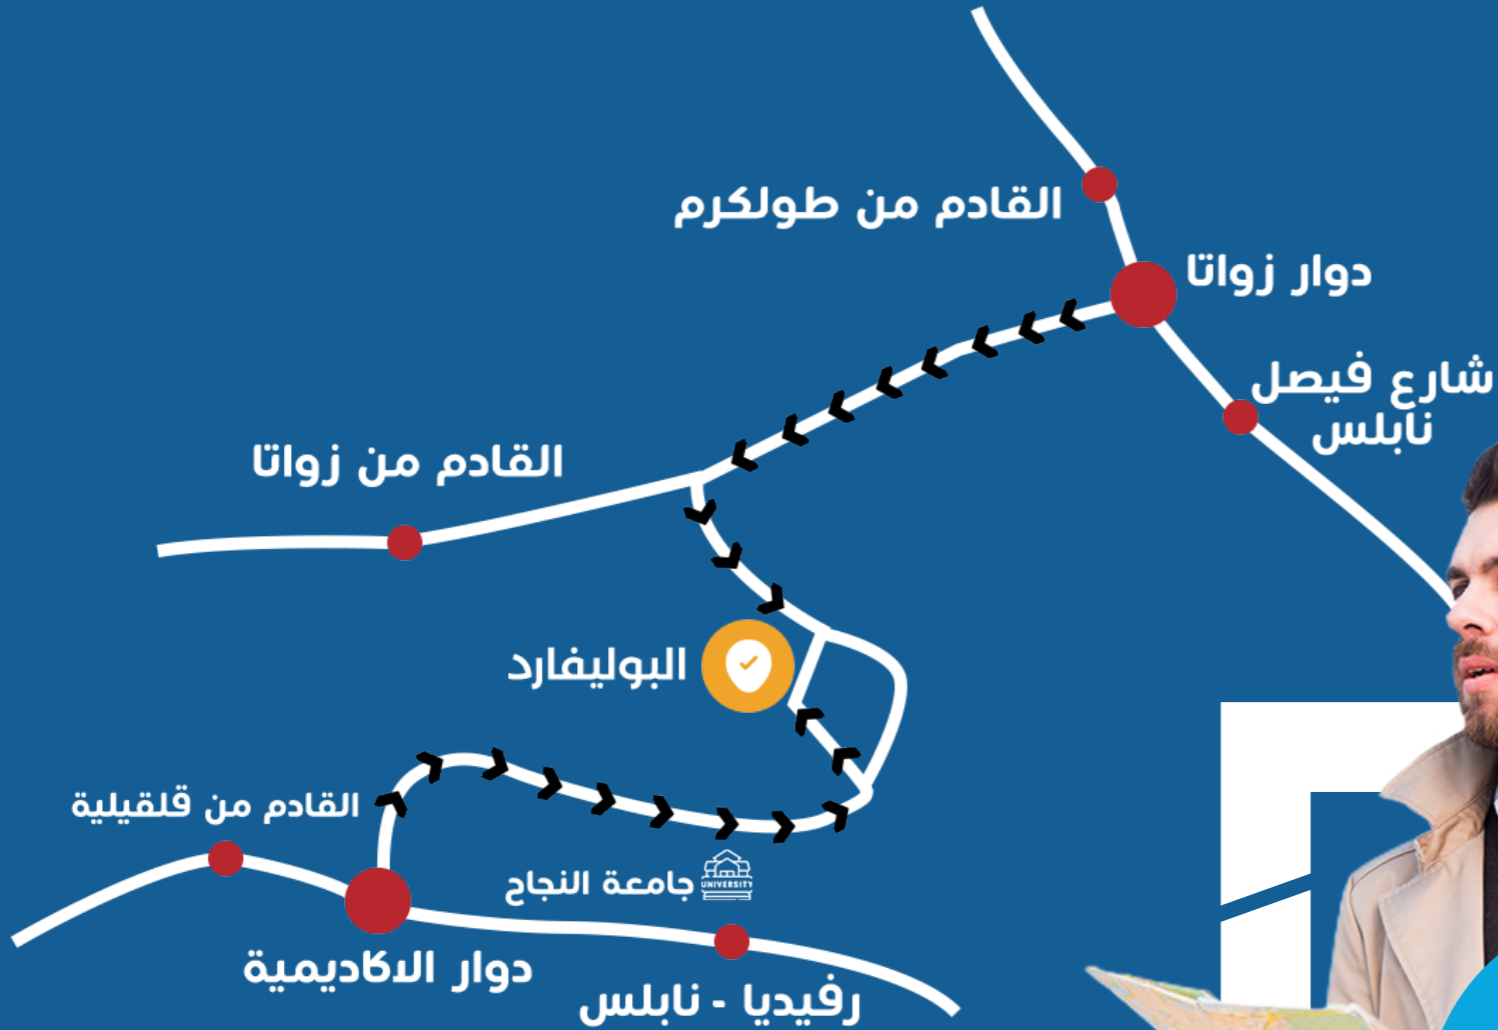 القادم من طولكرم
دوار زواتا
شارع فيصل
نابلس
القادم من زواتا
البوليفارد
القادم من قلقيلية
جامعة النجاح
UNIVERSITY
دوار الاكاديمية
رفيديا - نابلس